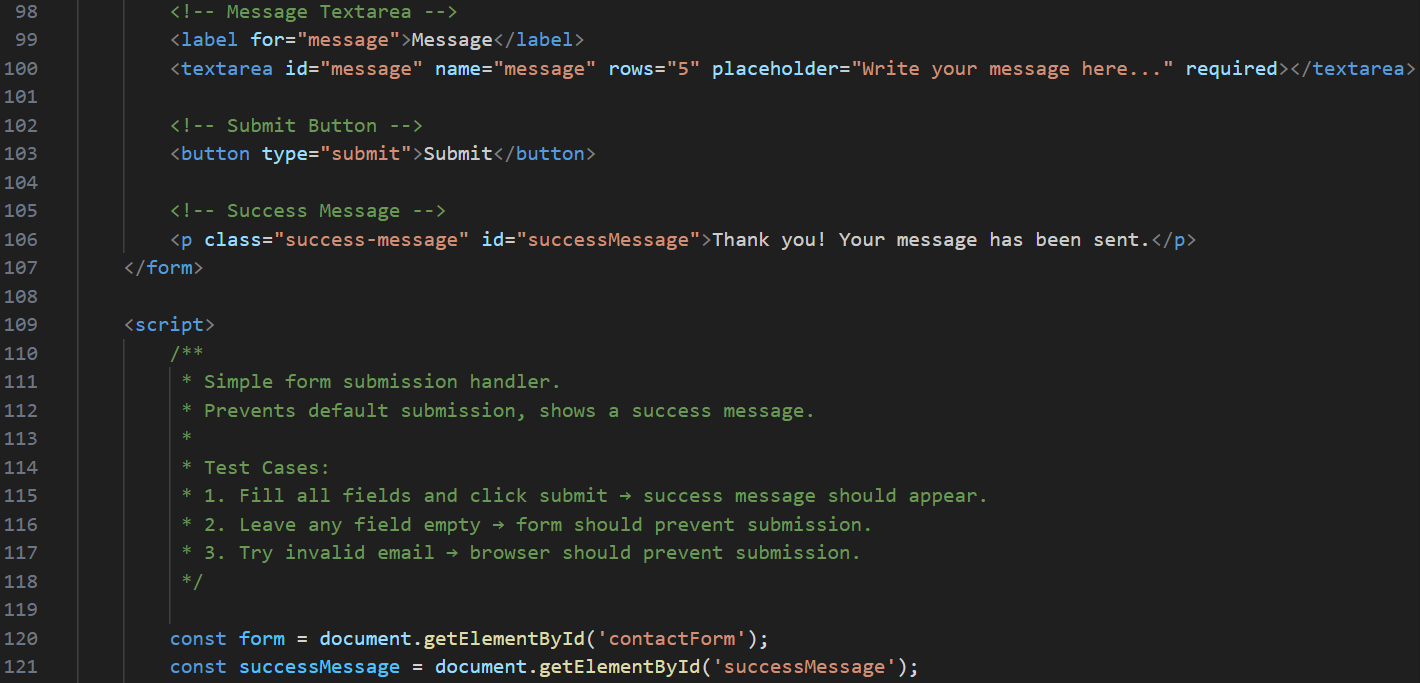 98 <!-- Message Textarea -->
99 <label for="message">Message</label>
100 <textarea id="message" name="message" rows="5" placeholder="Write your message here..." required></textarea>
101
102 <!-- Submit Button -->
103 <button type="submit">Submit</button>
104
105 <!-- Success Message -->
106 <p class="success-message" id="successMessage">Thank you! Your message has been sent.</p>
107 </form>
108
109 <script>
110 /**
111 * Simple form submission handler.
112 * Prevents default submission, shows a success message.
113 *
114 * Test Cases:
115 * 1. Fill all fields and click submit → success message should appear.
116 * 2. Leave any field empty → form should prevent submission.
117 * 3. Try invalid email → browser should prevent submission.
118 */
119
120 const form = document.getElementById('contactForm');
121 const successMessage = document.getElementById('successMessage');